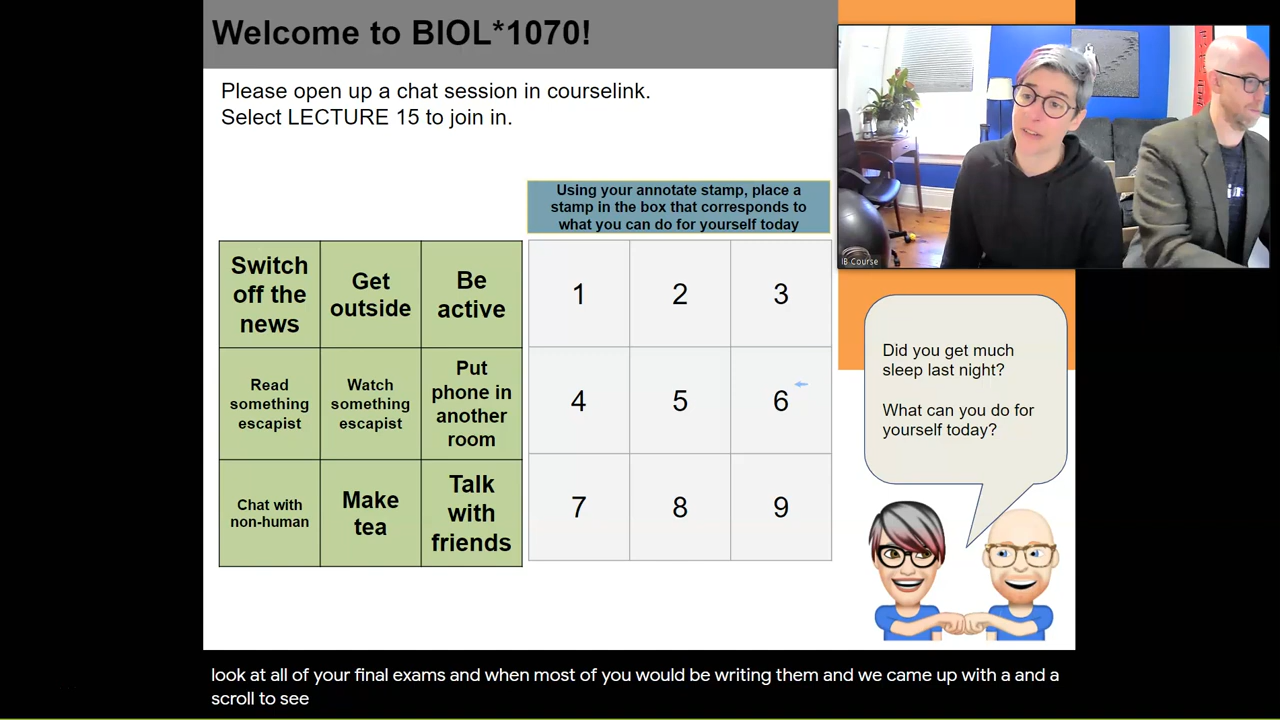 Welcome to BIOL*1070!
Please open up a chat session in courselink.
Select LECTURE 15 to join in.
Using your annotate stamp, place a
stamp in the box that corresponds to
what you can do for yourself today
Switch
off the
news
Get
outside
Be
active
Read
something
escapist
Watch
something
escapist
Put
phone in
another
room
Chat with
non-human
Make
tea
Talk
with
friends
1
2
3
4
5
6
7
8
9
IB Course
Did you get much
sleep last night?
What can you do for
yourself today?
look at all of your final exams and when most of you would be writing them and we came up with a and a
scroll to see